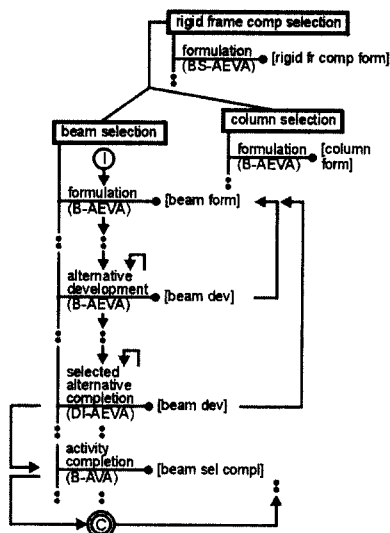 rigid frame comp selection
formulation
(BS-AEVA)
[rigid fr comp form]
beam selection
column selection
I
formulation
(B-AEVA)
[column
form]
formulation
(B-AEVA)
[beam form]
alternative
development
(B-AEVA)
[beam dev]
selected
alternative
completion
(DI-AEVA)
[beam dev]
activity
completion
(B-AVA)
[beam sel compl]
C